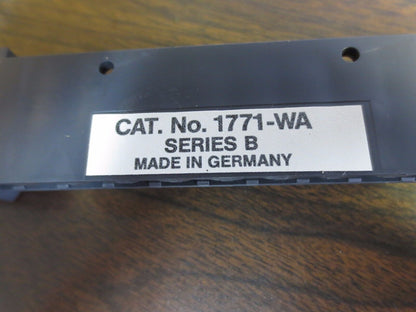 CAT. No. 1771-WA
SERIES B
MADE IN GERMANY